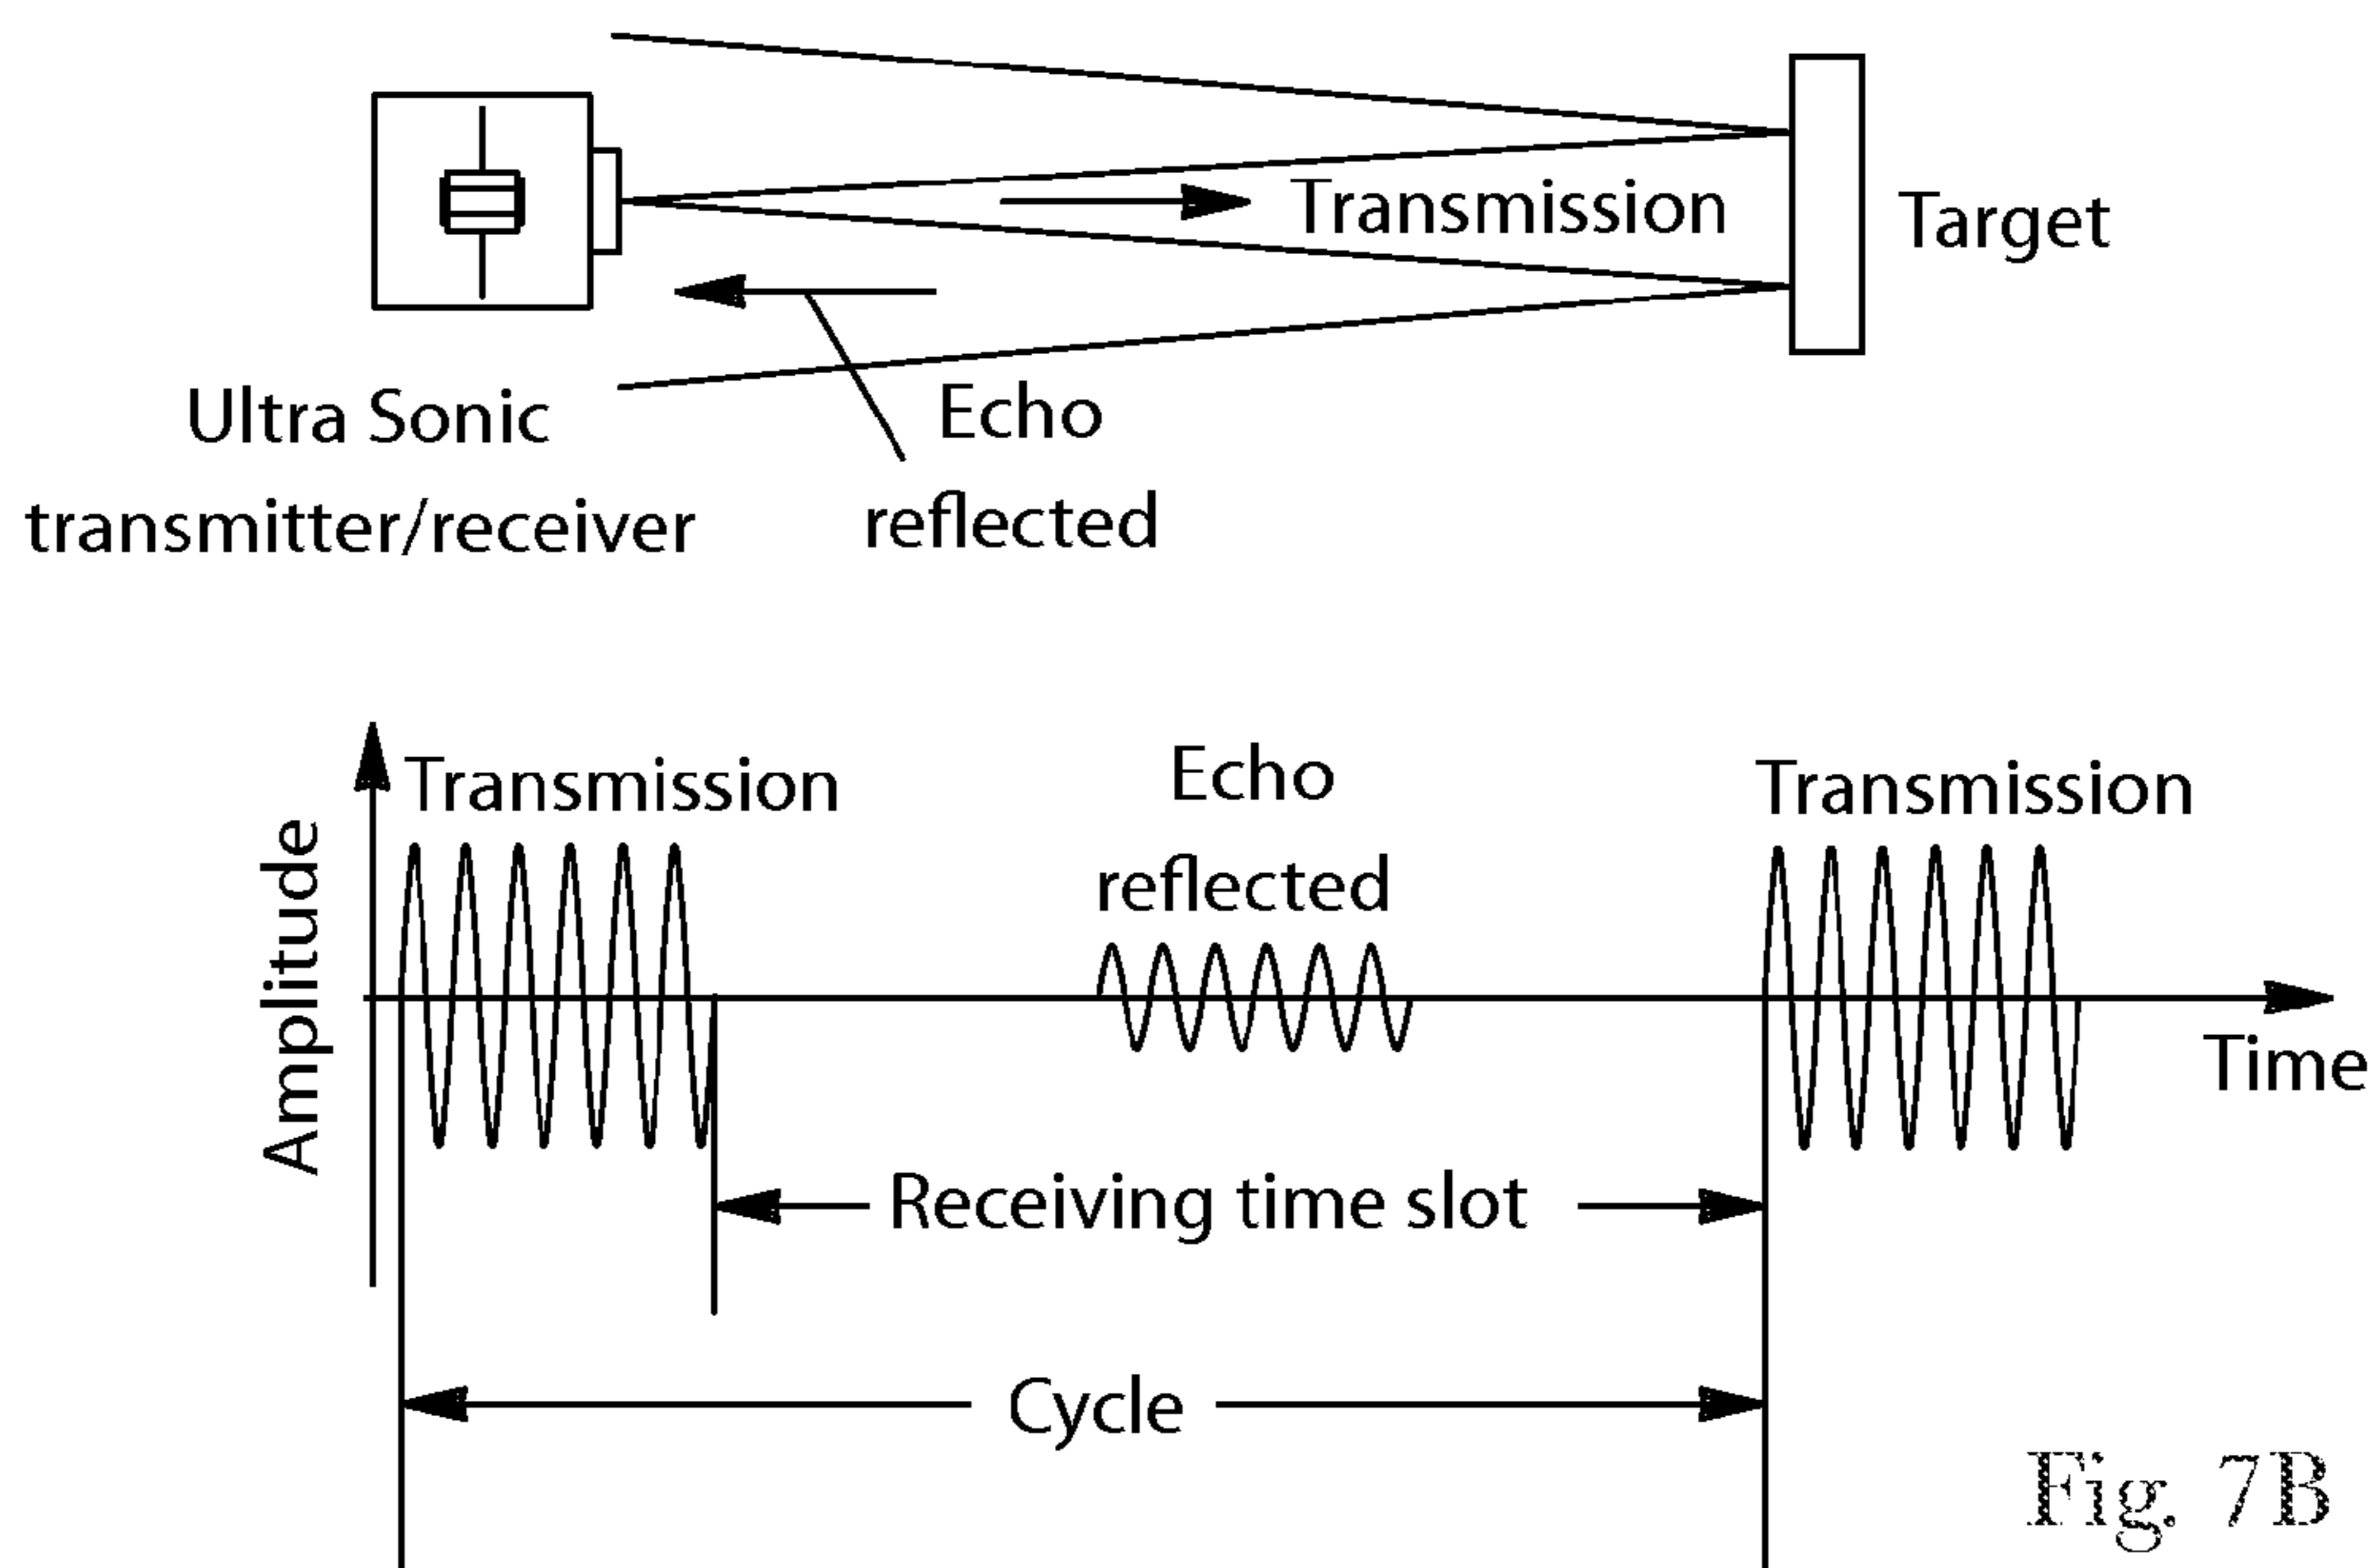 Transmission
Target
Ultra Sonic
transmitter/receiver
Echo
reflected
Transmission
Echo
reflected
Transmission
Amplitude
Time
Receiving time slot
Cycle
Fig. 7B